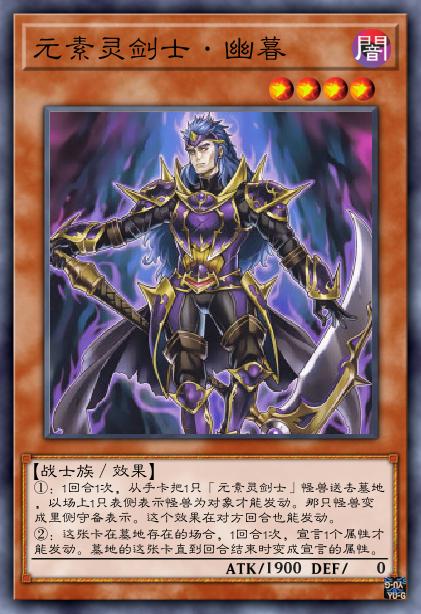 元素灵剑士·幽暮
闇
【战士族／效果】
①：1回合1次，从手卡把1只「元素灵剑士」怪兽送去墓地
，以场上1只表侧表示怪兽为对象才能发动。那只怪兽变
成里侧守备表示。这个效果在对方回合也能发动。
②：这张卡在墓地存在的场合，1回合1次，宣言1个属性才
能发动。墓地的这张卡直到回合结束时变成宣言的属性。
ATK/1900 DEF/ 0